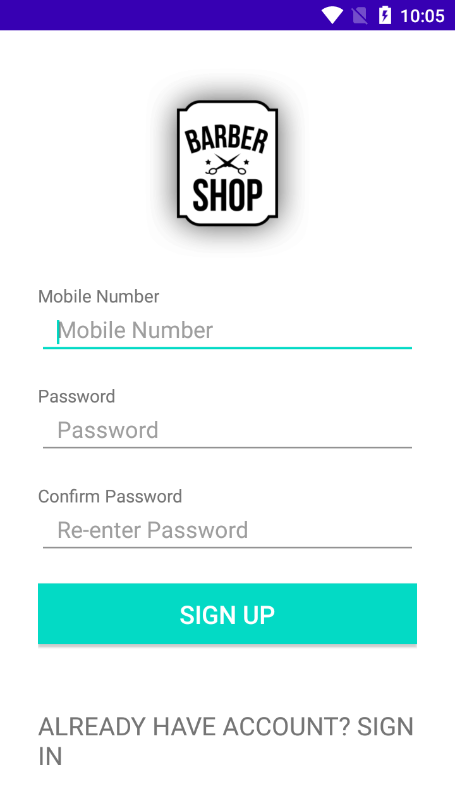 10:05
BARBER
SHOP
Mobile Number
Mobile Number
Password
Password
Confirm Password
Re-enter Password
SIGN UP
ALREADY HAVE ACCOUNT? SIGN
IN